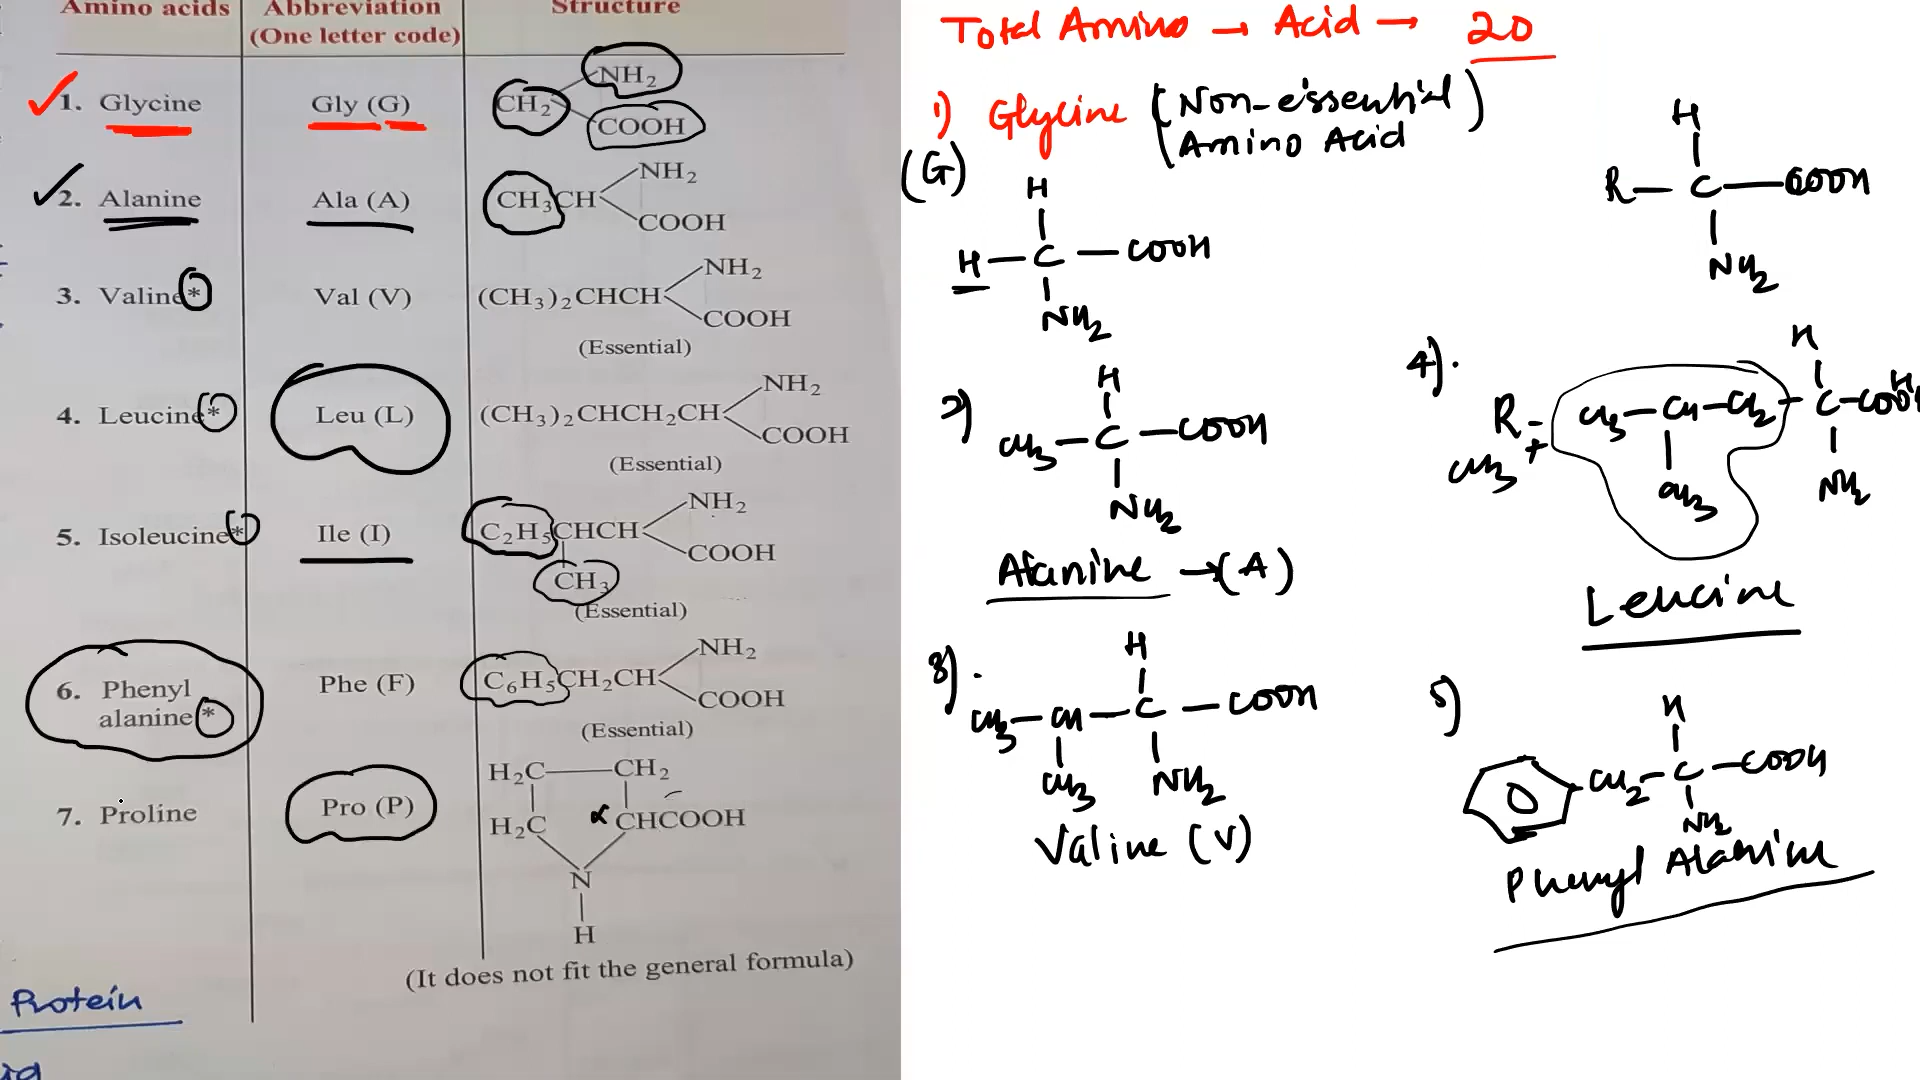 Amino acids Abbreviation Structure
(One letter code)
1. Glycine Gly (G) CH₂ NH₂ COOH
2. Alanine Ala (A) CH₃CH NH₂ COOH
3. Valine* Val (V) (CH₃)₂CHCH NH₂ COOH
(Essential)
4. Leucine* Leu (L) (CH₃)₂CHCH₂CH NH₂ COOH
(Essential)
5. Isoleucine* Ile (I) C₂H₅CHCH NH₂ COOH
CH₃
(Essential)
6. Phenyl alanine* Phe (F) C₆H₅CH₂CH NH₂ COOH
(Essential)
7. Proline Pro (P) H₂C CH₂
H₂C α CHCOOH
N
H
(It does not fit the general formula)
Protein
Total Amino → Acid → 20
1) Glycine (Non-essential
Amino Acid)
(G)
H
H — C — COOH
NH₂
H
R — C — COOH
NH₂
2)
H
CH₃ — C — COOH
NH₂
Alanine → (A)
3).
H
CH₃ — CH — C — COOH
CH₃ NH₂
Valine (V)
4).
H
R - CH₃ — CH — CH₂ — C — COOH
CH₃ +
CH₃ NH₂
Leucine
5)
H
CH₂ — C — COOH
NH₂
Phenyl Alanine